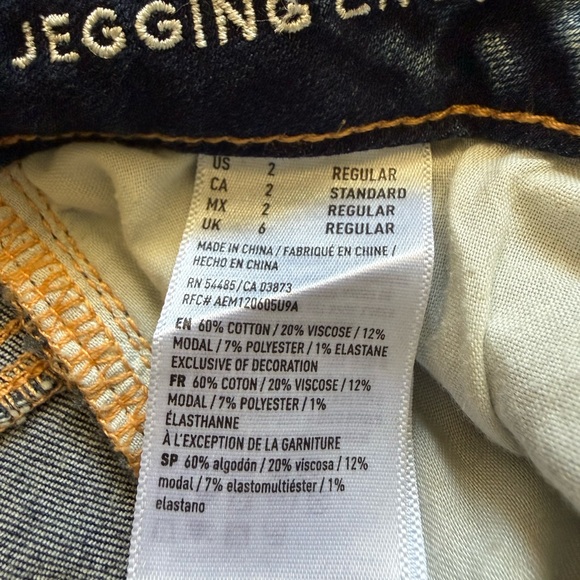 JEGGING
US 2 REGULAR
CA 2 STANDARD
MX 2 REGULAR
UK 6 REGULAR
MADE IN CHINA / FABRIQUÉ EN CHINE /
HECHO EN CHINA
RN 54485/CA 03873
RFC# AEM120605U9A
EN 60% COTTON / 20% VISCOSE / 12%
MODAL / 7% POLYESTER / 1% ELASTANE
EXCLUSIVE OF DECORATION
FR 60% COTON / 20% VISCOSE / 12%
MODAL / 7% POLYESTER / 1%
ÉLASTHANNE
À L'EXCEPTION DE LA GARNITURE
SP 60% algodón / 20% viscosa / 12%
modal / 7% elastomultiéster / 1%
elastano